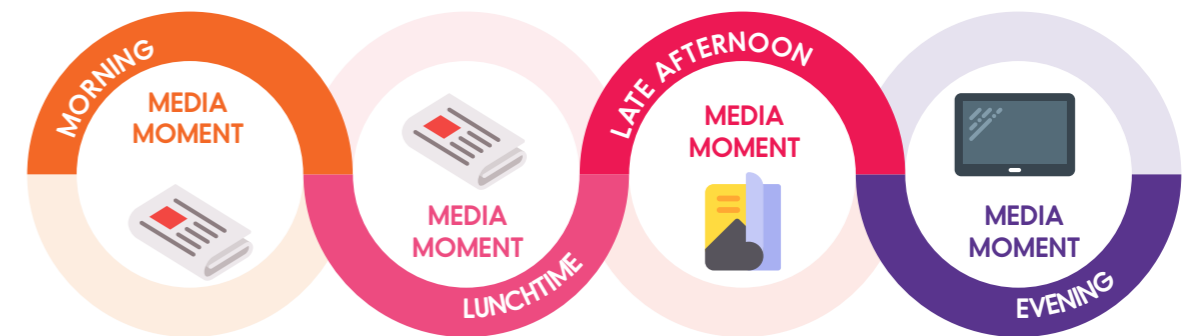 MORNING
MEDIA
MOMENT
MEDIA
MOMENT
LUNCHTIME
LATE AFTERNOON
MEDIA
MOMENT
MEDIA
MOMENT
EVENING